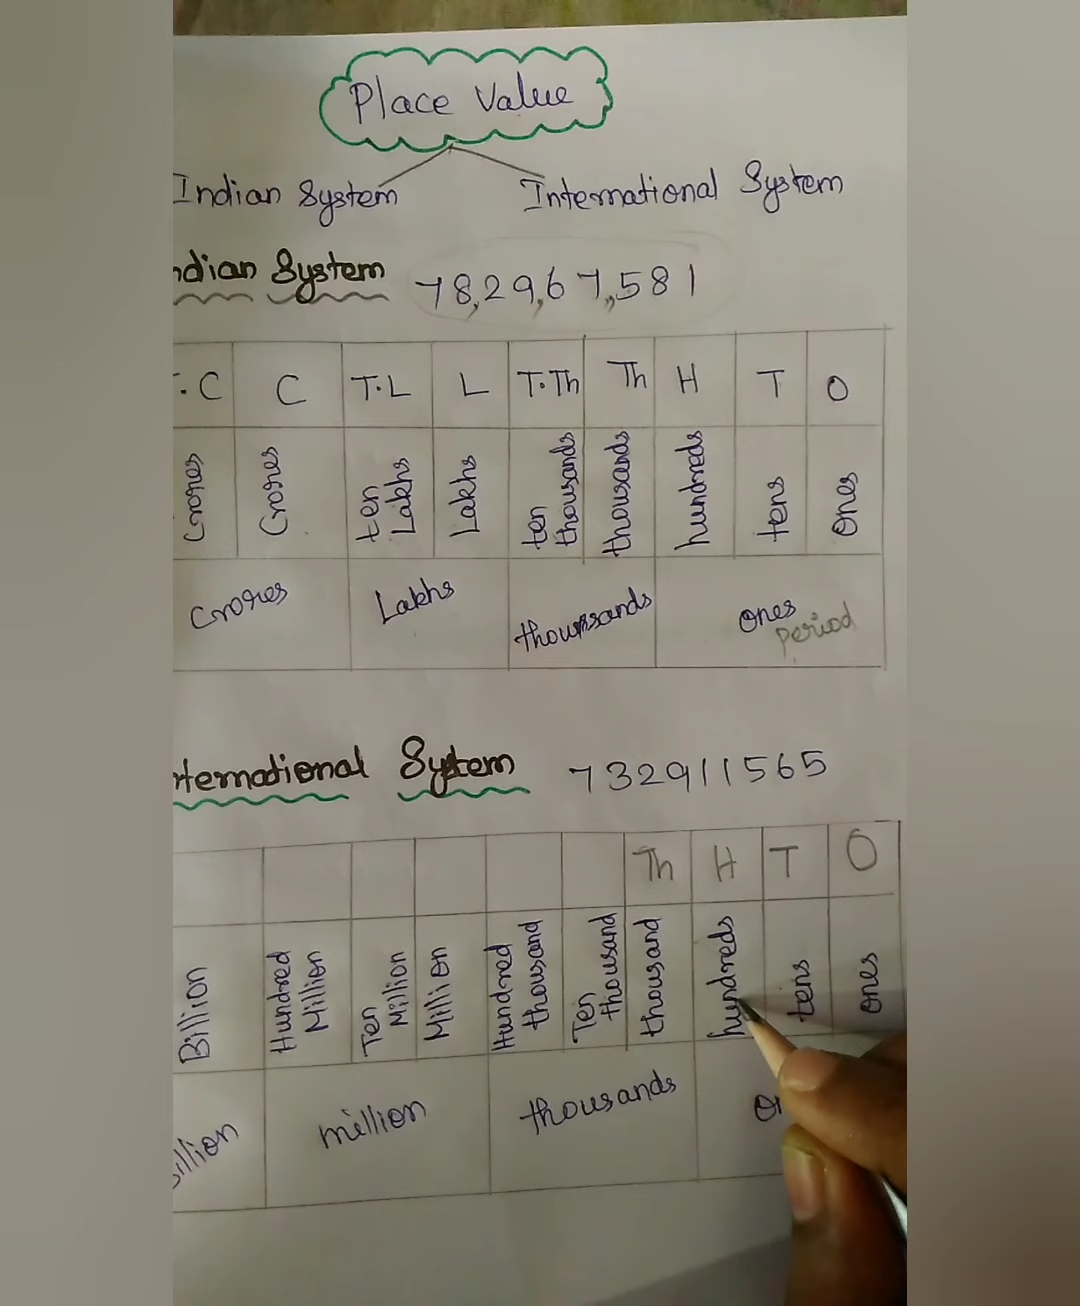 Place Value
Indian System International System
ndian System 78,29,67,581
.C C T.L L T.Th Th H T O
Crores Crores ten Lakhs Lakhs ten thousands thousands hundreds tens ones
Crores Lakhs thousands ones
period
nternational System 732911565
Th H T O
Billion Hundred Million Ten Million Million Hundred thousand Ten thousand thousand hundreds tens ones
illion million thousands on